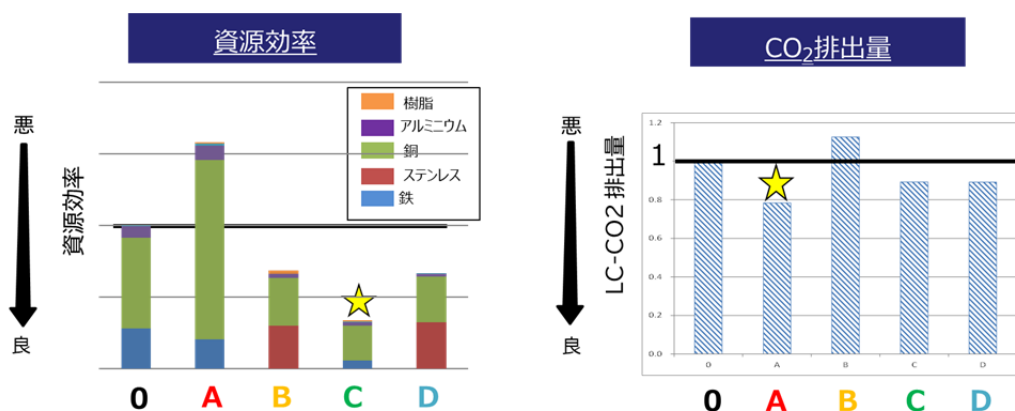 資源効率
悪
良
資源効率
樹脂
アルミニウム
銅
ステンレス
鉄
0 A B C D
CO₂排出量
悪
良
LC-CO2 排出量
1
1.2
0.8
0.6
0.4
0.2
0.0
0 A B C D
0 A B C D